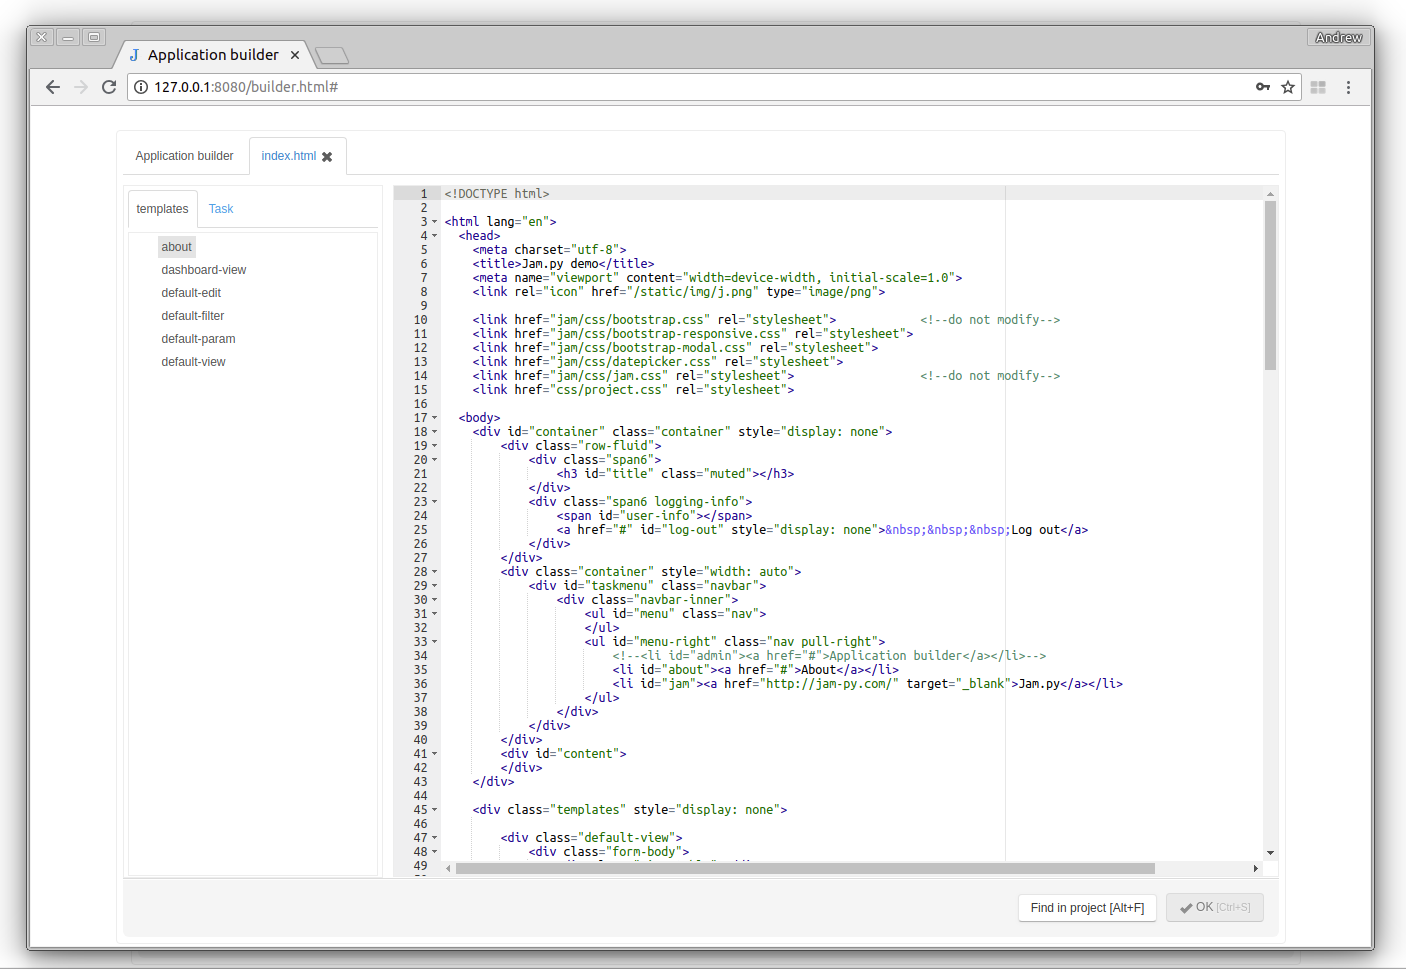 Andrew
J Application builder ×
127.0.0.1:8080/builder.html#
Application builder
index.html
templates
Task
about
dashboard-view
default-edit
default-filter
default-param
default-view
1 <!DOCTYPE html>
2
3 <html lang="en">
4 <head>
5 <meta charset="utf-8">
6 <title>Jam.py demo</title>
7 <meta name="viewport" content="width=device-width, initial-scale=1.0">
8 <link rel="icon" href="/static/img/j.png" type="image/png">
9
10 <link href="jam/css/bootstrap.css" rel="stylesheet"> <!--do not modify-->
11 <link href="jam/css/bootstrap-responsive.css" rel="stylesheet">
12 <link href="jam/css/bootstrap-modal.css" rel="stylesheet">
13 <link href="jam/css/datepicker.css" rel="stylesheet">
14 <link href="jam/css/jam.css" rel="stylesheet"> <!--do not modify-->
15 <link href="css/project.css" rel="stylesheet">
16
17 <body>
18 <div id="container" class="container" style="display: none">
19 <div class="row-fluid">
20 <div class="span6">
21 <h3 id="title" class="muted"></h3>
22 </div>
23 <div class="span6 logging-info">
24 <span id="user-info"></span>
25 <a href="#" id="log-out" style="display: none">&nbsp;&nbsp;&nbsp;Log out</a>
26 </div>
27 </div>
28 <div class="container" style="width: auto">
29 <div id="taskmenu" class="navbar">
30 <div class="navbar-inner">
31 <ul id="menu" class="nav">
32 </ul>
33 <ul id="menu-right" class="nav pull-right">
34 <!--<li id="admin"><a href="#">Application builder</a></li>-->
35 <li id="about"><a href="#">About</a></li>
36 <li id="jam"><a href="http://jam-py.com/" target="_blank">Jam.py</a></li>
37 </ul>
38 </div>
39 </div>
40 </div>
41 <div id="content">
42 </div>
43 </div>
44
45 <div class="templates" style="display: none">
46
47 <div class="default-view">
48 <div class="form-body">
49
Find in project [Alt+F]
OK [Ctrl+S]